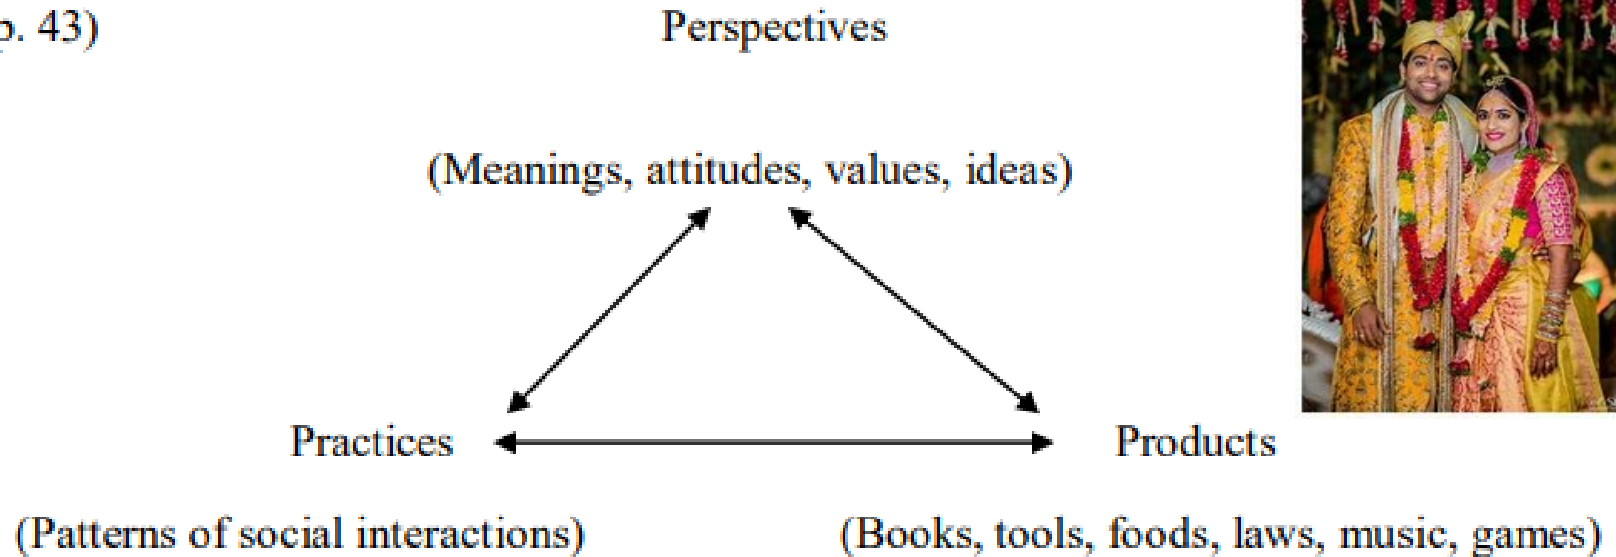 p. 43)
Perspectives
(Meanings, attitudes, values, ideas)
Practices
Products
(Patterns of social interactions)
(Books, tools, foods, laws, music, games)